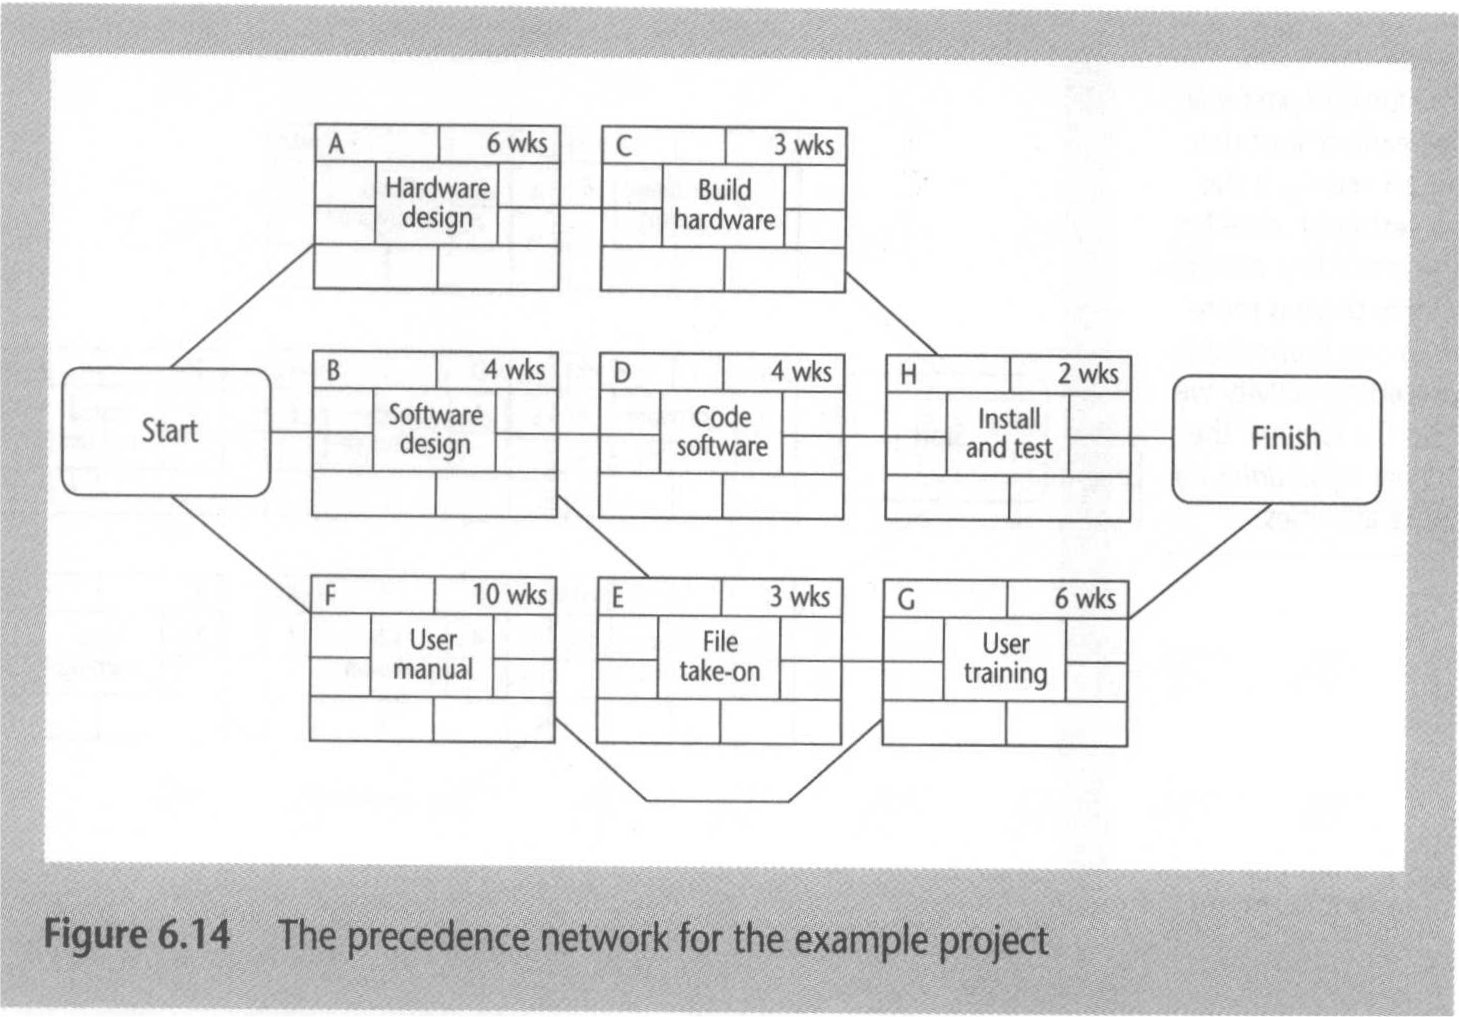 A 6 wks
Hardware
design
C 3 wks
Build
hardware
Start
B 4 wks
Software
design
D 4 wks
Code
software
H 2 wks
Install
and test
Finish
F 10 wks
User
manual
E 3 wks
File
take-on
G 6 wks
User
training
Figure 6.14 The precedence network for the example project